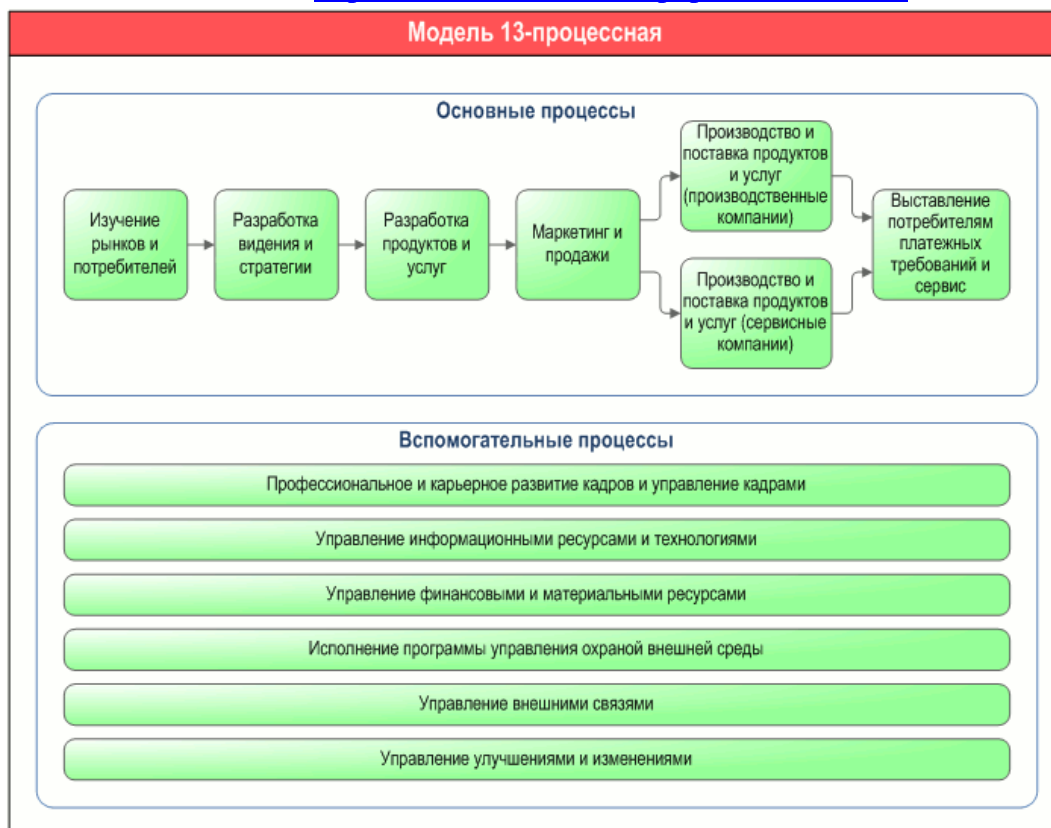 Модель 13-процессная
Основные процессы
Изучение
рынков и
потребителей
Разработка
видения и
стратегии
Разработка
продуктов и
услуг
Маркетинг и
продажи
Производство и
поставка продуктов
и услуг
(производственные
компании)
Производство и
поставка продуктов
и услуг (сервисные
компании)
Выставление
потребителям
платежных
требований и
сервис
Вспомогательные процессы
Профессиональное и карьерное развитие кадров и управление кадрами
Управление информационными ресурсами и технологиями
Управление финансовыми и материальными ресурсами
Исполнение программы управления охраной внешней среды
Управление внешними связями
Управление улучшениями и изменениями